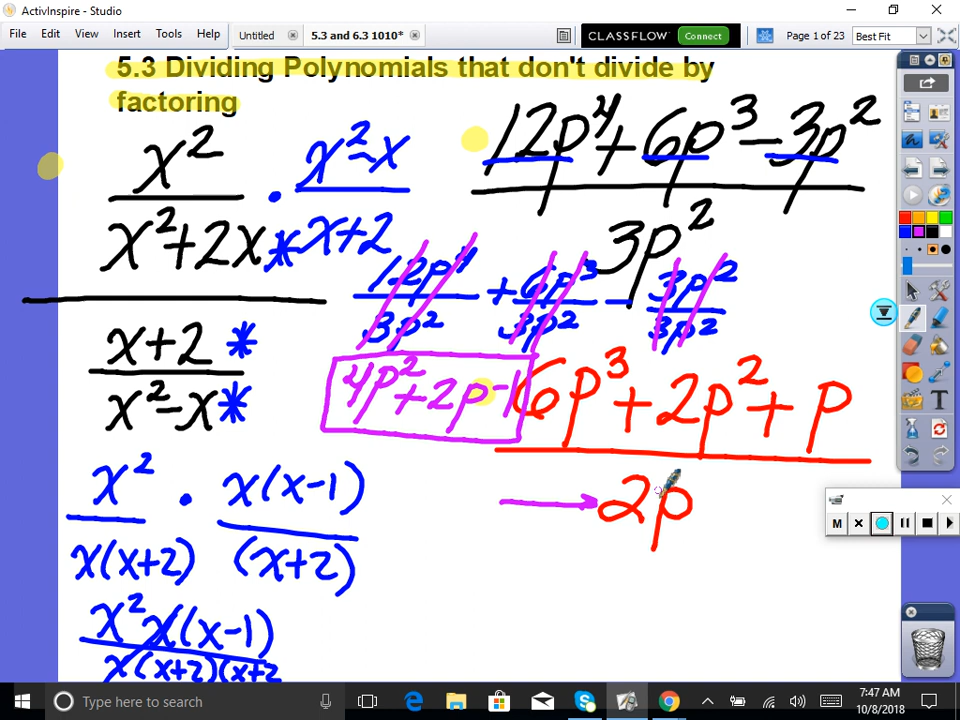 ActivInspire - Studio
File Edit View Insert Tools Help Untitled 5.3 and 6.3 1010* CLASSFLOW Connect Page 1 of 23 Best Fit
5.3 Dividing Polynomials that don't divide by
factoring
x² / x²+2x * · x²-x / x+2
x+2 * / x²-x *
x² / x(x+2) · x(x-1) / (x+2)
x² x(x-1) / x(x+2)(x+2
12p⁴ + 6p³ - 3p² / 3p²
12p⁴ / 3p² + 6p³ / 3p² - 3p² / 3p²
4p² + 2p - 1
6p³ + 2p² + p / 2p
M
Type here to search
7:47 AM
10/8/2018